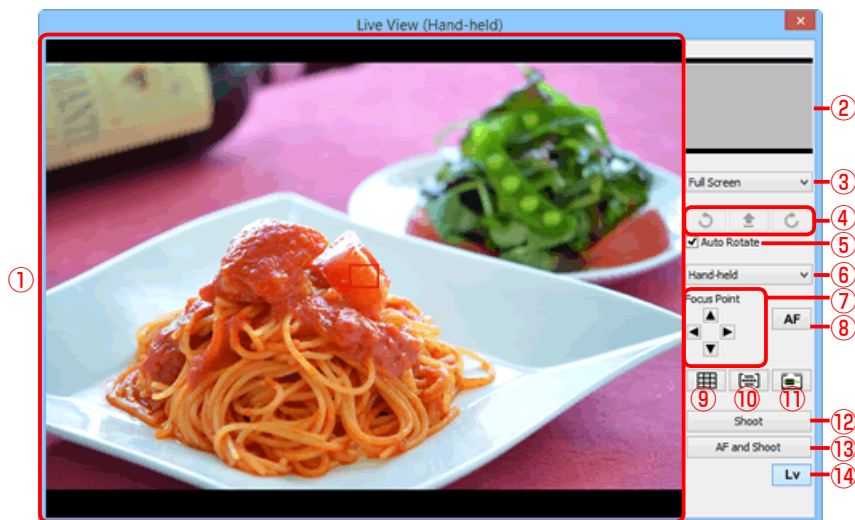 Live View (Hand-held)
①
②
Full Screen
③
④
Auto Rotate
⑤
Hand-held
⑥
Focus Point
⑦
AF
⑧
⑨ ⑩ ⑪
Shoot
⑫
AF and Shoot
⑬
Lv
⑭